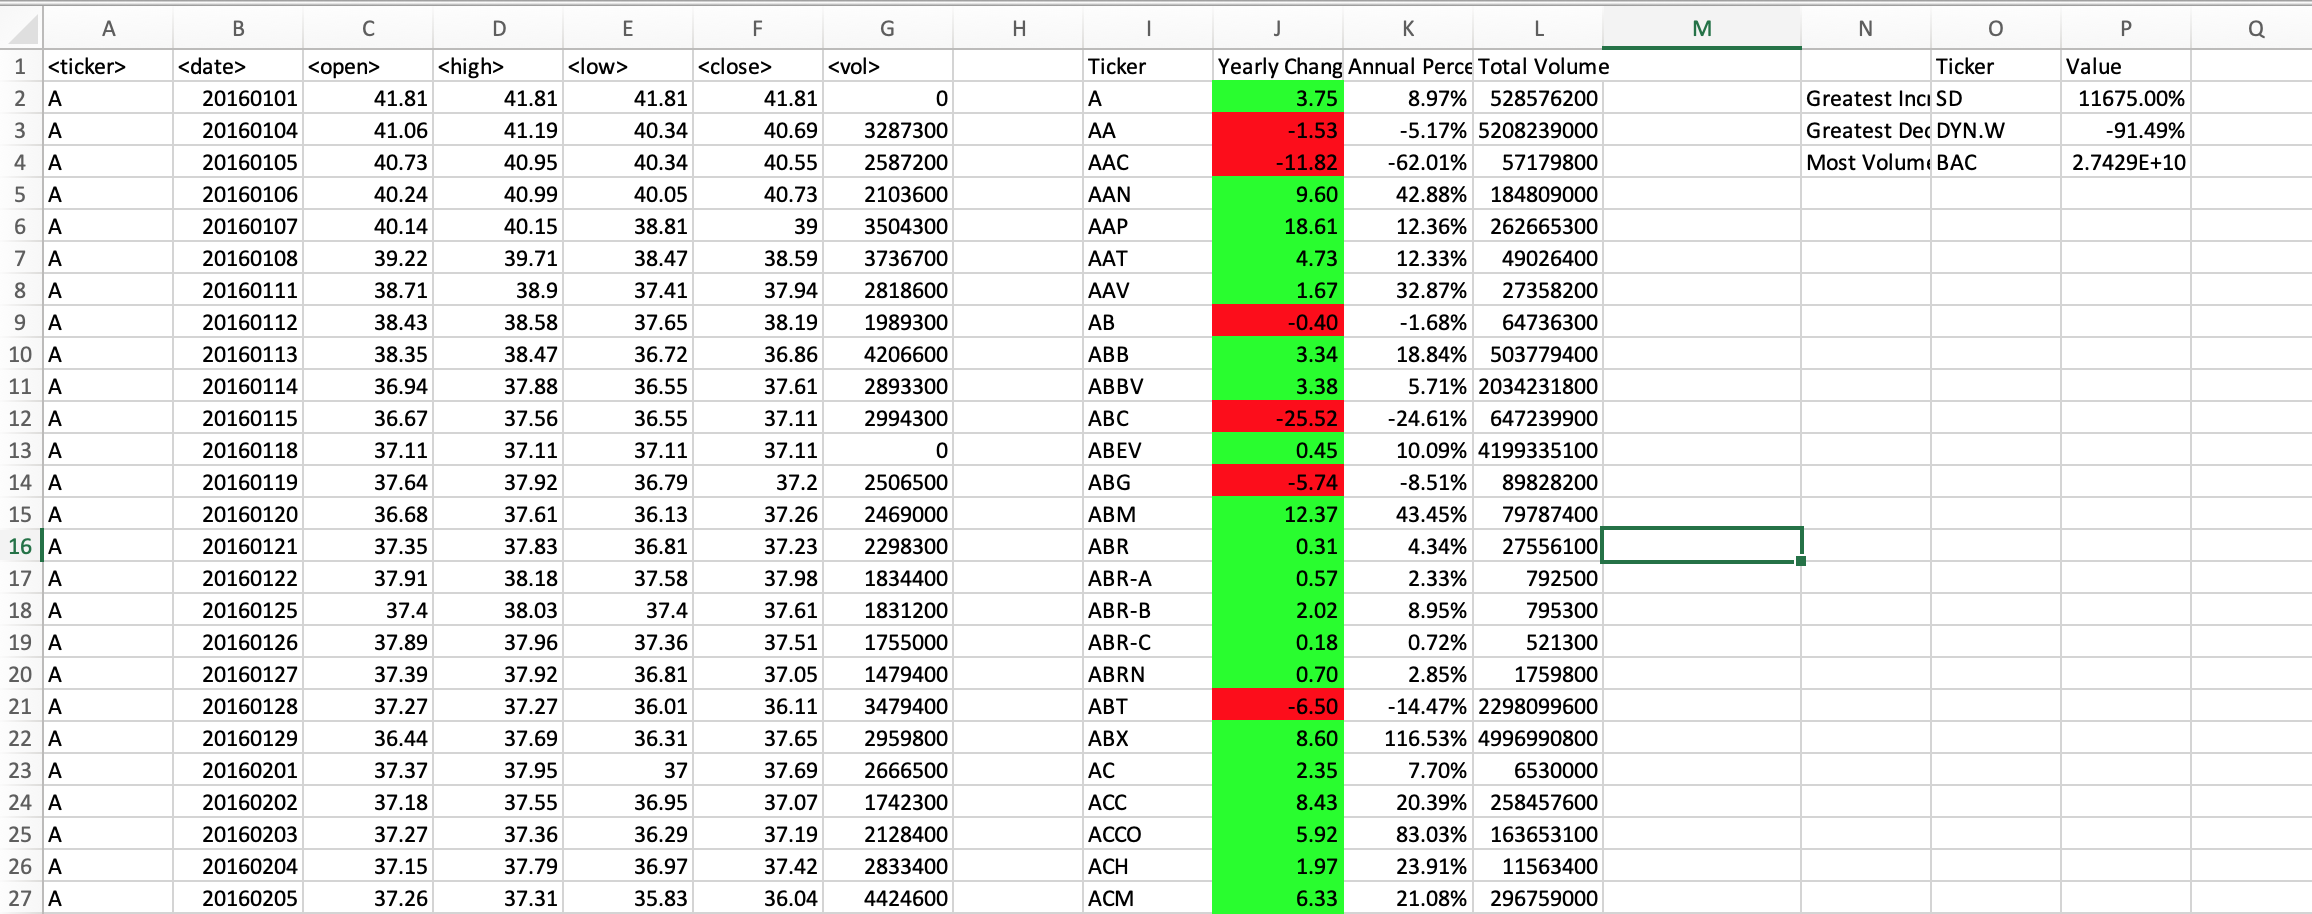 A B C D E F G H I J K L M N O P Q
1 <ticker> <date> <open> <high> <low> <close> <vol> Ticker Yearly Chang Annual Perce Total Volume Ticker Value
2 A 20160101 41.81 41.81 41.81 41.81 0 A 3.75 8.97% 528576200 Greatest Incr SD 11675.00%
3 A 20160104 41.06 41.19 40.34 40.69 3287300 AA -1.53 -5.17% 5208239000 Greatest Dec DYN.W -91.49%
4 A 20160105 40.73 40.95 40.34 40.55 2587200 AAC -11.82 -62.01% 57179800 Most Volume BAC 2.7429E+10
5 A 20160106 40.24 40.99 40.05 40.73 2103600 AAN 9.60 42.88% 184809000
6 A 20160107 40.14 40.15 38.81 39 3504300 AAP 18.61 12.36% 262665300
7 A 20160108 39.22 39.71 38.47 38.59 3736700 AAT 4.73 12.33% 49026400
8 A 20160111 38.71 38.9 37.41 37.94 2818600 AAV 1.67 32.87% 27358200
9 A 20160112 38.43 38.58 37.65 38.19 1989300 AB -0.40 -1.68% 64736300
10 A 20160113 38.35 38.47 36.72 36.86 4206600 ABB 3.34 18.84% 503779400
11 A 20160114 36.94 37.88 36.55 37.61 2893300 ABBV 3.38 5.71% 2034231800
12 A 20160115 36.67 37.56 36.55 37.11 2994300 ABC -25.52 -24.61% 647239900
13 A 20160118 37.11 37.11 37.11 37.11 0 ABEV 0.45 10.09% 4199335100
14 A 20160119 37.64 37.92 36.79 37.2 2506500 ABG -5.74 -8.51% 89828200
15 A 20160120 36.68 37.61 36.13 37.26 2469000 ABM 12.37 43.45% 79787400
16 A 20160121 37.35 37.83 36.81 37.23 2298300 ABR 0.31 4.34% 27556100
17 A 20160122 37.91 38.18 37.58 37.98 1834400 ABR-A 0.57 2.33% 792500
18 A 20160125 37.4 38.03 37.4 37.61 1831200 ABR-B 2.02 8.95% 795300
19 A 20160126 37.89 37.96 37.36 37.51 1755000 ABR-C 0.18 0.72% 521300
20 A 20160127 37.39 37.92 36.81 37.05 1479400 ABRN 0.70 2.85% 1759800
21 A 20160128 37.27 37.27 36.01 36.11 3479400 ABT -6.50 -14.47% 2298099600
22 A 20160129 36.44 37.69 36.31 37.65 2959800 ABX 8.60 116.53% 4996990800
23 A 20160201 37.37 37.95 37 37.69 2666500 AC 2.35 7.70% 6530000
24 A 20160202 37.18 37.55 36.95 37.07 1742300 ACC 8.43 20.39% 258457600
25 A 20160203 37.27 37.36 36.29 37.19 2128400 ACCO 5.92 83.03% 163653100
26 A 20160204 37.15 37.79 36.97 37.42 2833400 ACH 1.97 23.91% 11563400
27 A 20160205 37.26 37.31 35.83 36.04 4424600 ACM 6.33 21.08% 296759000